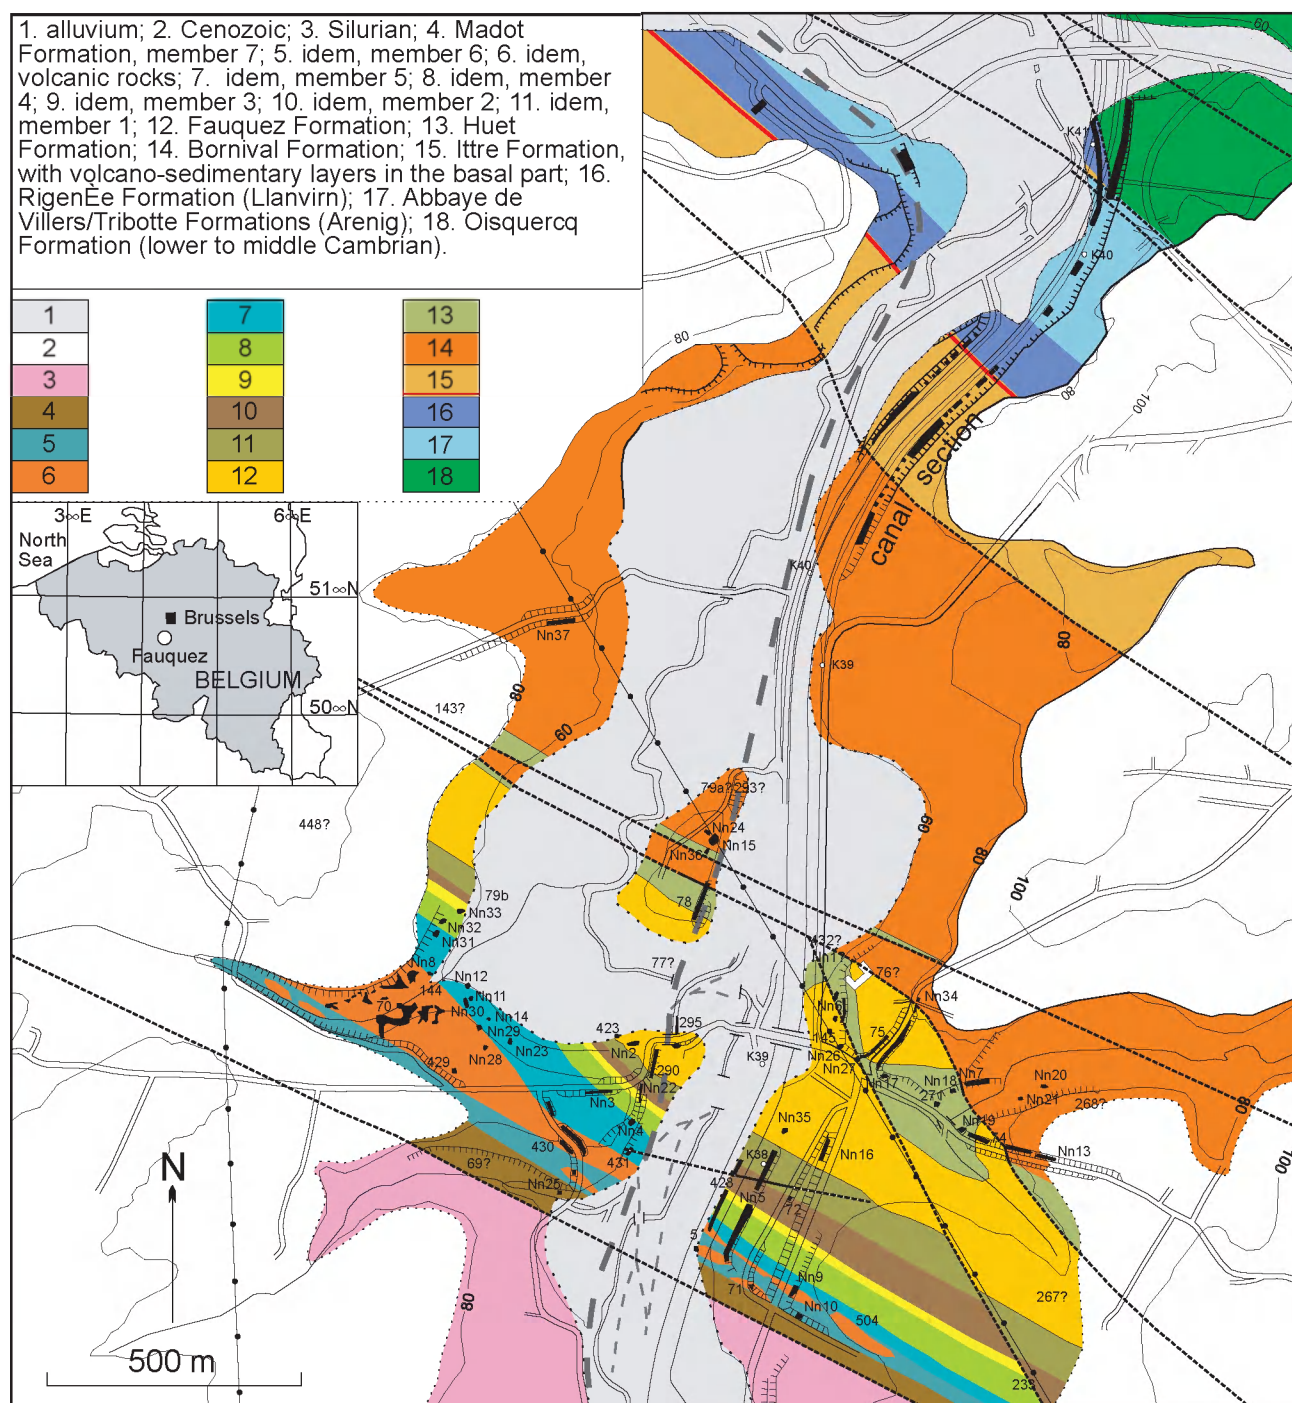 1. alluvium; 2. Cenozoic; 3. Silurian; 4. Madot
Formation, member 7; 5. idem, member 6; 6. idem,
volcanic rocks; 7. idem, member 5; 8. idem, member
4; 9. idem, member 3; 10. idem, member 2; 11. idem,
member 1; 12. Fauquez Formation; 13. Huet
Formation; 14. Bornival Formation; 15. Ittre Formation,
with volcano-sedimentary layers in the basal part; 16.
RigenÈe Formation (Llanvirn); 17. Abbaye de
Villers/Tribotte Formations (Arenig); 18. Oisquercq
Formation (lower to middle Cambrian).
1 7 13
2 8 14
3 9 15
4 10 16
5 11 17
6 12 18
3∞E 6∞E
North
Sea
51∞N
Brussels
Fauquez
BELGIUM
50∞N
60
K41
K40
80
80
100
canal section
K40
Nn37
K39
80
80
143?
60
79a? 293?
448?
Nn24
Nn15
Nn36
60
80
100
78
79b
Nn33
Nn32
Nn31
Nn8
144
70
Nn12
Nn11
Nn30
Nn14
Nn29
Nn23
Nn28
429
77?
432?
Nn1
76?
Nn34
Nn6
145
75
Nn26
Nn27
Nn17
423
295
Nn2
290
Nn22
K39
Nn3
Nn4
431
430
Nn25
69?
Nn7
Nn18
271
Nn20
Nn21
268?
Nn19
74
Nn13
80
100
Nn35
K38
Nn16
428
Nn5
72
5
71
Nn9
Nn10
504
267?
233
80
N
500 m